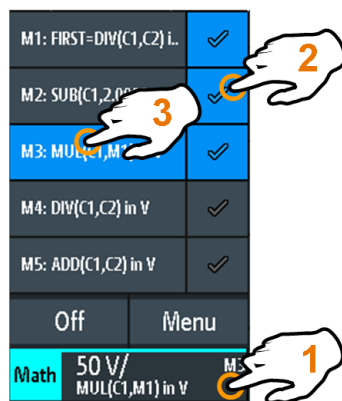 M1: FIRST=DIV(C1,C2) i..
2
M2: SUB(C1,2.00
3
M3: MUL(C1,M1)
M4: DIV(C1,C2) in V
M5: ADD(C1,C2) in V
Off Menu
Math 50 V/ M3
MUL(C1,M1) in V
1